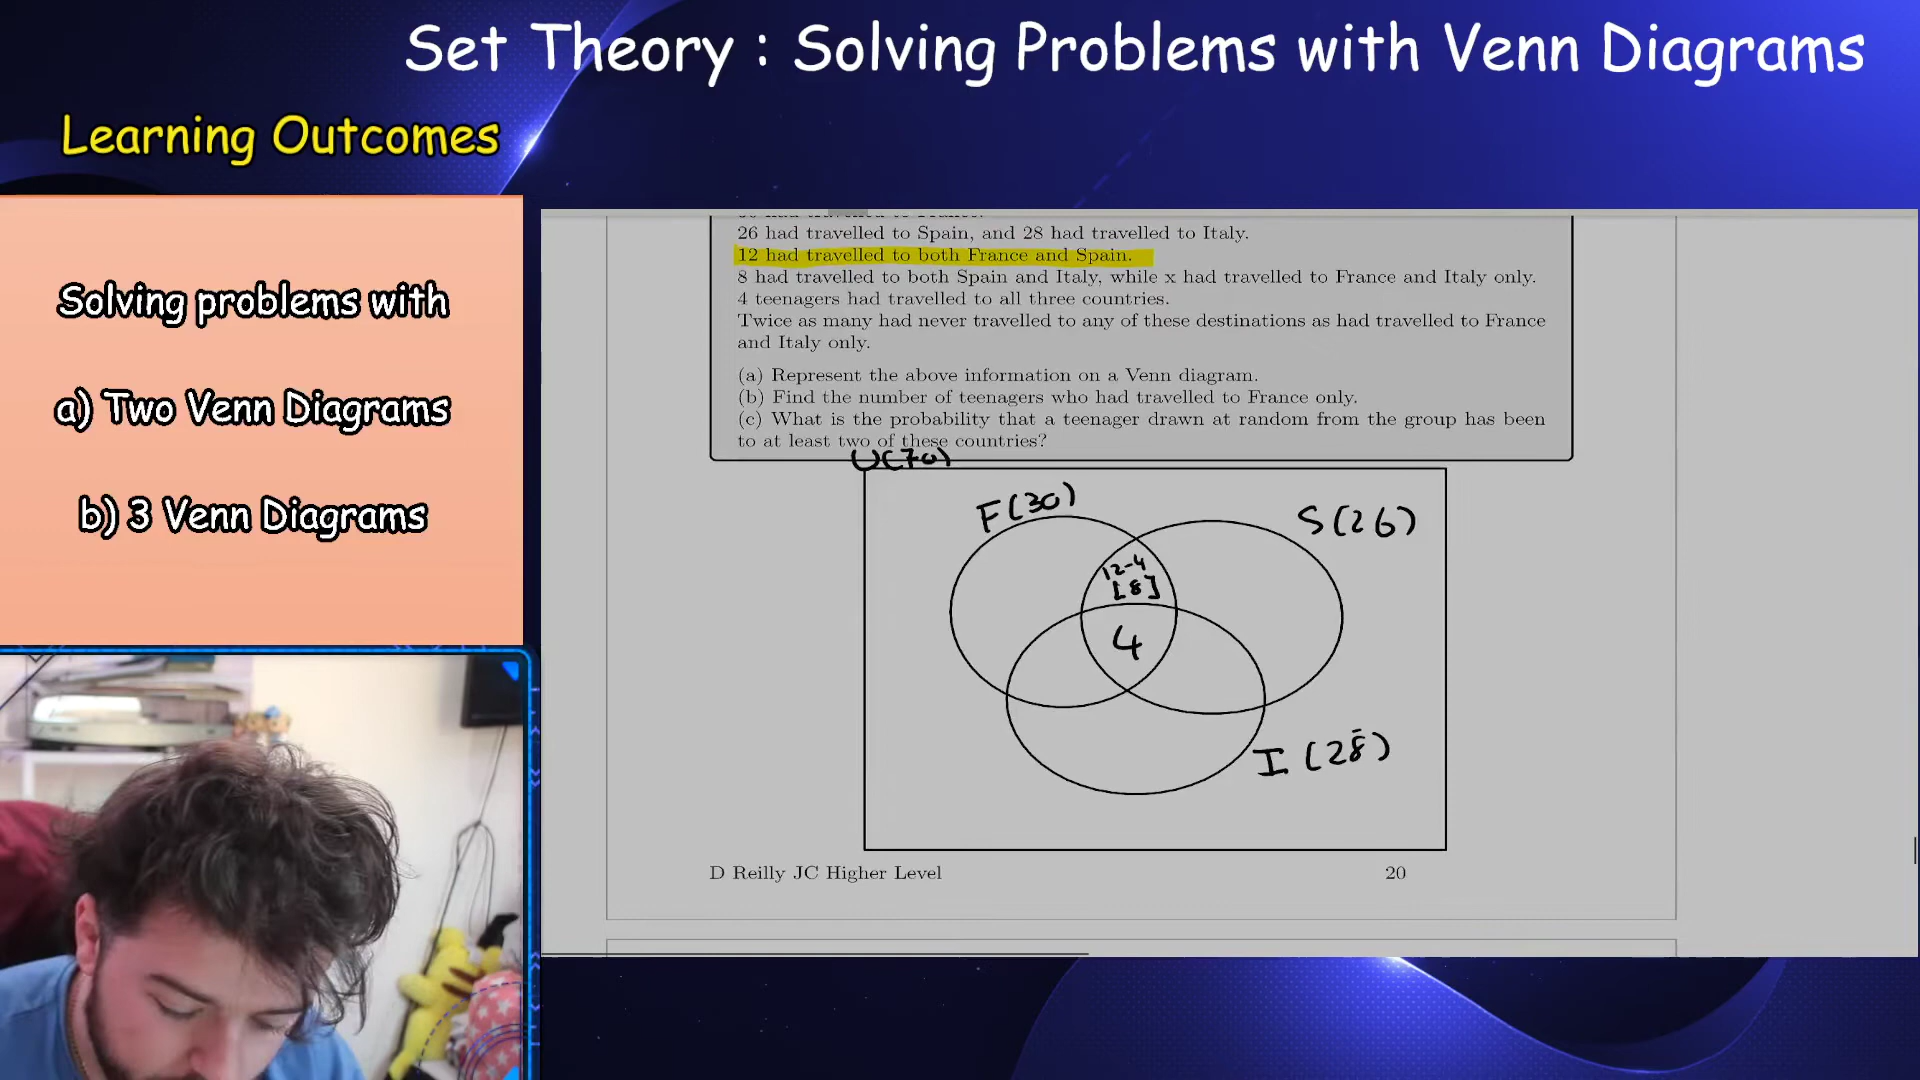 Set Theory : Solving Problems with Venn Diagrams
Learning Outcomes
Solving problems with
a) Two Venn Diagrams
b) 3 Venn Diagrams
30 had travelled to France.
26 had travelled to Spain, and 28 had travelled to Italy.
12 had travelled to both France and Spain.
8 had travelled to both Spain and Italy, while x had travelled to France and Italy only.
4 teenagers had travelled to all three countries.
Twice as many had never travelled to any of these destinations as had travelled to France
and Italy only.
(a) Represent the above information on a Venn diagram.
(b) Find the number of teenagers who had travelled to France only.
(c) What is the probability that a teenager drawn at random from the group has been
to at least two of these countries?
U(70)
F(30)
S(26)
12-4
[8]
4
I (28)
D Reilly JC Higher Level
20